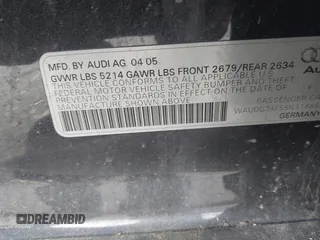 MFD. BY AUDI AG 04 05
GVWR LBS 5214 GAWR LBS FRONT 2679/REAR 2634
THIS VEHICLE CONFORMS TO ALL APPLICABLE U.S.
FEDERAL MOTOR VEHICLE SAFETY BUMPER AND THEFT
PREVENTION STANDARDS IN EFFECT ON THE DATE OF
MANUFACTURE SHOWN ABOVE
PASSENGER CAR
GERMANY
DREAMBID